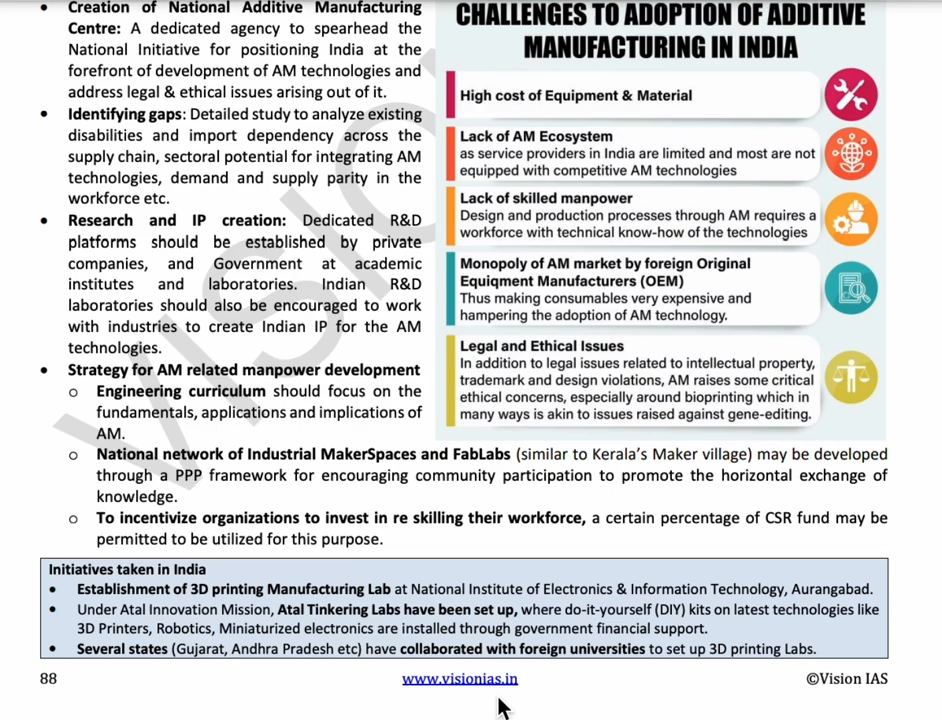 • Creation of National Additive Manufacturing
Centre: A dedicated agency to spearhead the
National Initiative for positioning India at the
forefront of development of AM technologies and
address legal & ethical issues arising out of it.
• Identifying gaps: Detailed study to analyze existing
disabilities and import dependency across the
supply chain, sectoral potential for integrating AM
technologies, demand and supply parity in the
workforce etc.
• Research and IP creation: Dedicated R&D
platforms should be established by private
companies, and Government at academic
institutes and laboratories. Indian R&D
laboratories should also be encouraged to work
with industries to create Indian IP for the AM
technologies.
• Strategy for AM related manpower development
o Engineering curriculum should focus on the
fundamentals, applications and implications of
AM.
CHALLENGES TO ADOPTION OF ADDITIVE
MANUFACTURING IN INDIA
High cost of Equipment & Material
Lack of AM Ecosystem
as service providers in India are limited and most are not
equipped with competitive AM technologies
Lack of skilled manpower
Design and production processes through AM requires a
workforce with technical know-how of the technologies
Monopoly of AM market by foreign Original
Equiqment Manufacturers (OEM)
Thus making consumables very expensive and
hampering the adoption of AM technology.
Legal and Ethical Issues
In addition to legal issues related to intellectual property,
trademark and design violations, AM raises some critical
ethical concerns, especially around bioprinting which in
many ways is akin to issues raised against gene-editing.
o National network of Industrial MakerSpaces and FabLabs (similar to Kerala's Maker village) may be developed
through a PPP framework for encouraging community participation to promote the horizontal exchange of
knowledge.
o To incentivize organizations to invest in re skilling their workforce, a certain percentage of CSR fund may be
permitted to be utilized for this purpose.
Initiatives taken in India
• Establishment of 3D printing Manufacturing Lab at National Institute of Electronics & Information Technology, Aurangabad.
• Under Atal Innovation Mission, Atal Tinkering Labs have been set up, where do-it-yourself (DIY) kits on latest technologies like
3D Printers, Robotics, Miniaturized electronics are installed through government financial support.
• Several states (Gujarat, Andhra Pradesh etc) have collaborated with foreign universities to set up 3D printing Labs.
88 www.visionias.in ©Vision IAS
VISIO